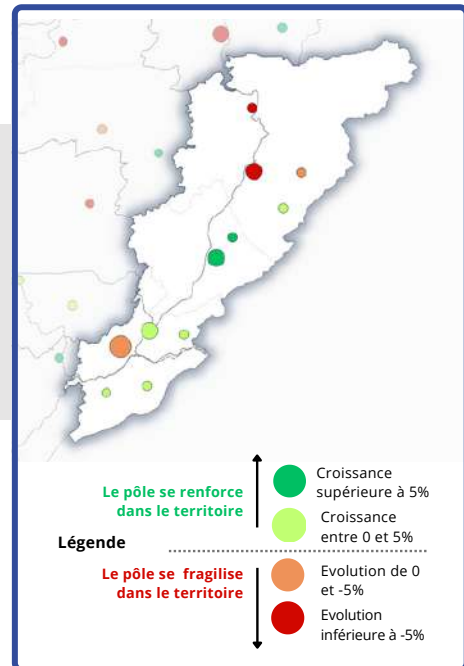 Le pôle se renforce
dans le territoire
Croissance
supérieure à 5%
Croissance
entre 0 et 5%
Légende
Le pôle se fragilise
dans le territoire
Evolution de 0
et -5%
Evolution
inférieure à -5%